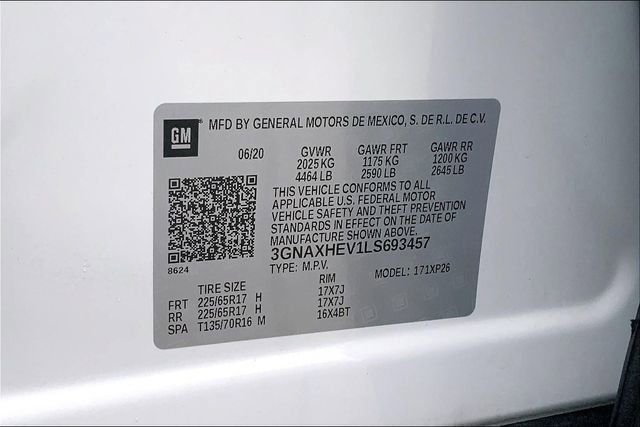 GM
MFD BY GENERAL MOTORS DE MEXICO, S. DE R.L. DE C.V.
06/20 GVWR GAWR FRT GAWR RR
2025 KG 1175 KG 1200 KG
4464 LB 2590 LB 2645 LB
THIS VEHICLE CONFORMS TO ALL
APPLICABLE U.S. FEDERAL MOTOR
VEHICLE SAFETY AND THEFT PREVENTION
STANDARDS IN EFFECT ON THE DATE OF
MANUFACTURE SHOWN ABOVE.
3GNAXHEV1LS693457
8624
TYPE: M.P.V. MODEL: 171XP26
TIRE SIZE RIM
FRT 225/65R17 H 17X7J
RR 225/65R17 H 17X7J
SPA T135/70R16 M 16X4BT